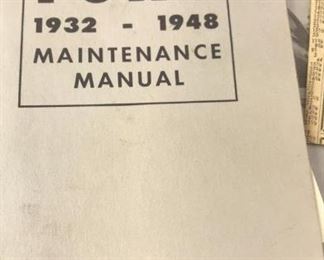 1932 - 1948
MAINTENANCE
MANUAL